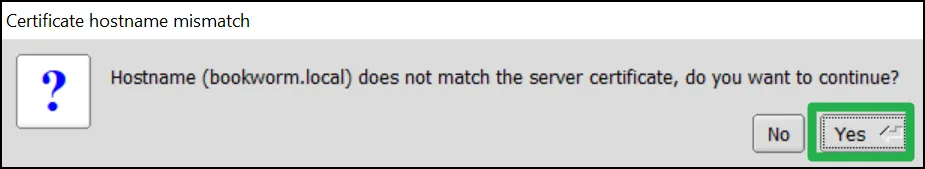 Certificate hostname mismatch
?
Hostname (bookworm.local) does not match the server certificate, do you want to continue?
No
Yes